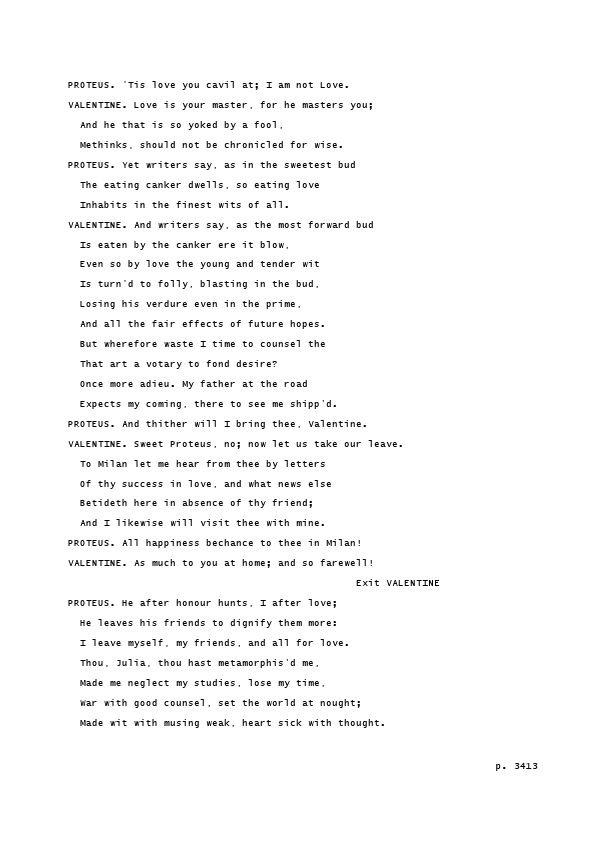 PROTEUS. 'Tis love you cavil at; I am not Love.
VALENTINE. Love is your master, for he masters you;
And he that is so yoked by a fool,
Methinks, should not be chronicled for wise.
PROTEUS. Yet writers say, as in the sweetest bud
The eating canker dwells, so eating love
Inhabits in the finest wits of all.
VALENTINE. And writers say, as the most forward bud
Is eaten by the canker ere it blow,
Even so by love the young and tender wit
Is turn'd to folly, blasting in the bud,
Losing his verdure even in the prime,
And all the fair effects of future hopes.
But wherefore waste I time to counsel the
That art a votary to fond desire?
Once more adieu. My father at the road
Expects my coming, there to see me shipp'd.
PROTEUS. And thither will I bring thee, Valentine.
VALENTINE. Sweet Proteus, no; now let us take our leave.
To Milan let me hear from thee by letters
Of thy success in love, and what news else
Betideth here in absence of thy friend;
And I likewise will visit thee with mine.
PROTEUS. All happiness bechance to thee in Milan!
VALENTINE. As much to you at home; and so farewell!
Exit VALENTINE
PROTEUS. He after honour hunts, I after love;
He leaves his friends to dignify them more:
I leave myself, my friends, and all for love.
Thou, Julia, thou hast metamorphis'd me,
Made me neglect my studies, lose my time,
War with good counsel, set the world at nought;
Made wit with musing weak, heart sick with thought.
p. 3413